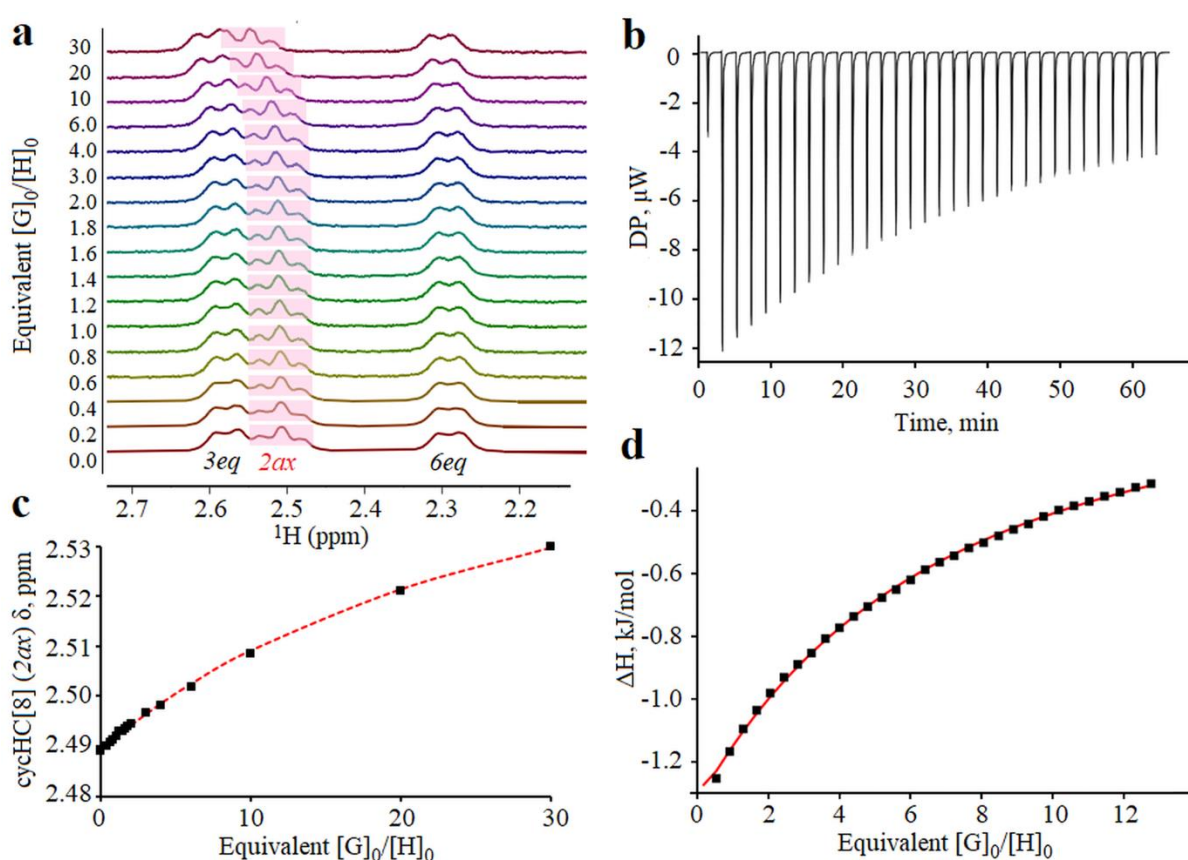 a
30
20
10
6.0
4.0
3.0
2.0
1.8
1.6
1.4
1.2
1.0
0.8
0.6
0.4
0.2
0.0
Equivalent [G]₀/[H]₀
3eq 2ax 6eq
2.7 2.6 2.5 2.4 2.3 2.2
¹H (ppm)
b
0
-2
-4
-6
-8
-10
-12
DP, µW
0 10 20 30 40 50 60
Time, min
c
2.53
2.52
2.51
2.50
2.49
2.48
cycHC[8] (2ax) δ, ppm
0 10 20 30
Equivalent [G]₀/[H]₀
d
-0.4
-0.6
-0.8
-1.0
-1.2
ΔH, kJ/mol
0 2 4 6 8 10 12
Equivalent [G]₀/[H]₀